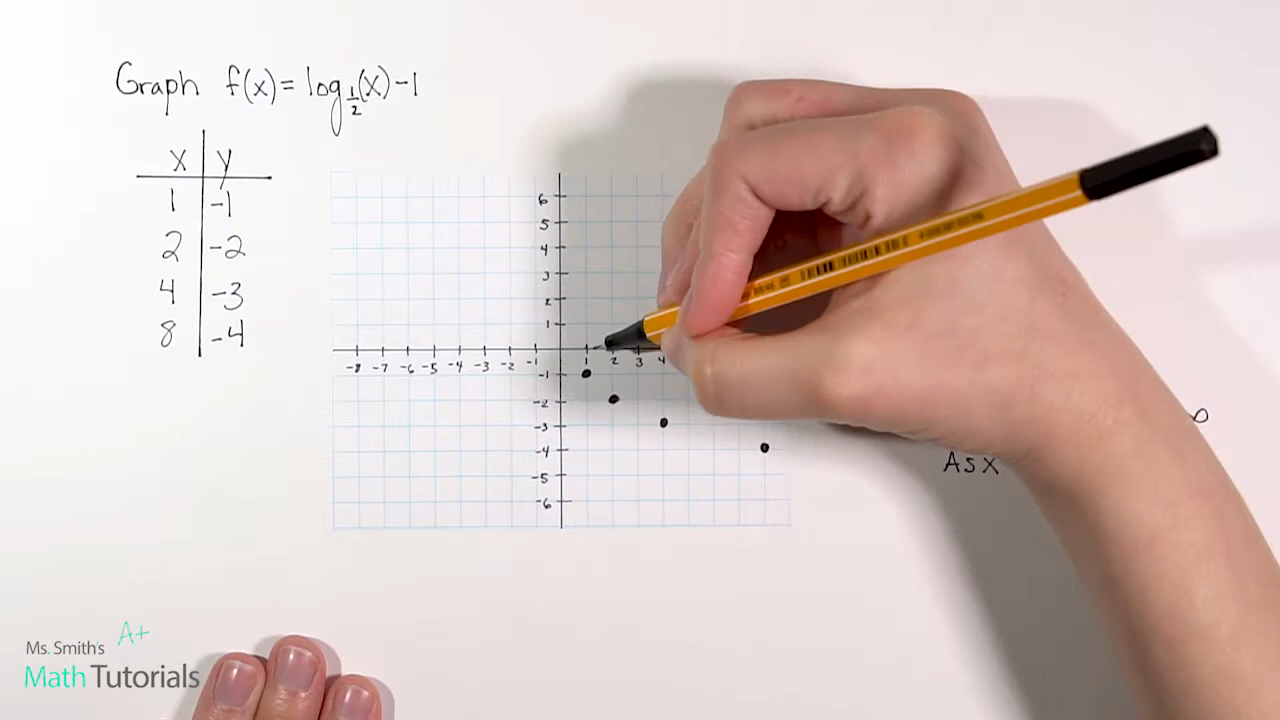 Graph f(x) = log½(x) - 1
x y
1 -1
2 -2
4 -3
8 -4
6
5
4
3
2
1
-8 -7 -6 -5 -4 -3 -2 -1 1 2 3 4
-1
-2
-3
-4
-5
-6
As x
Ms. Smith's A+
Math Tutorials